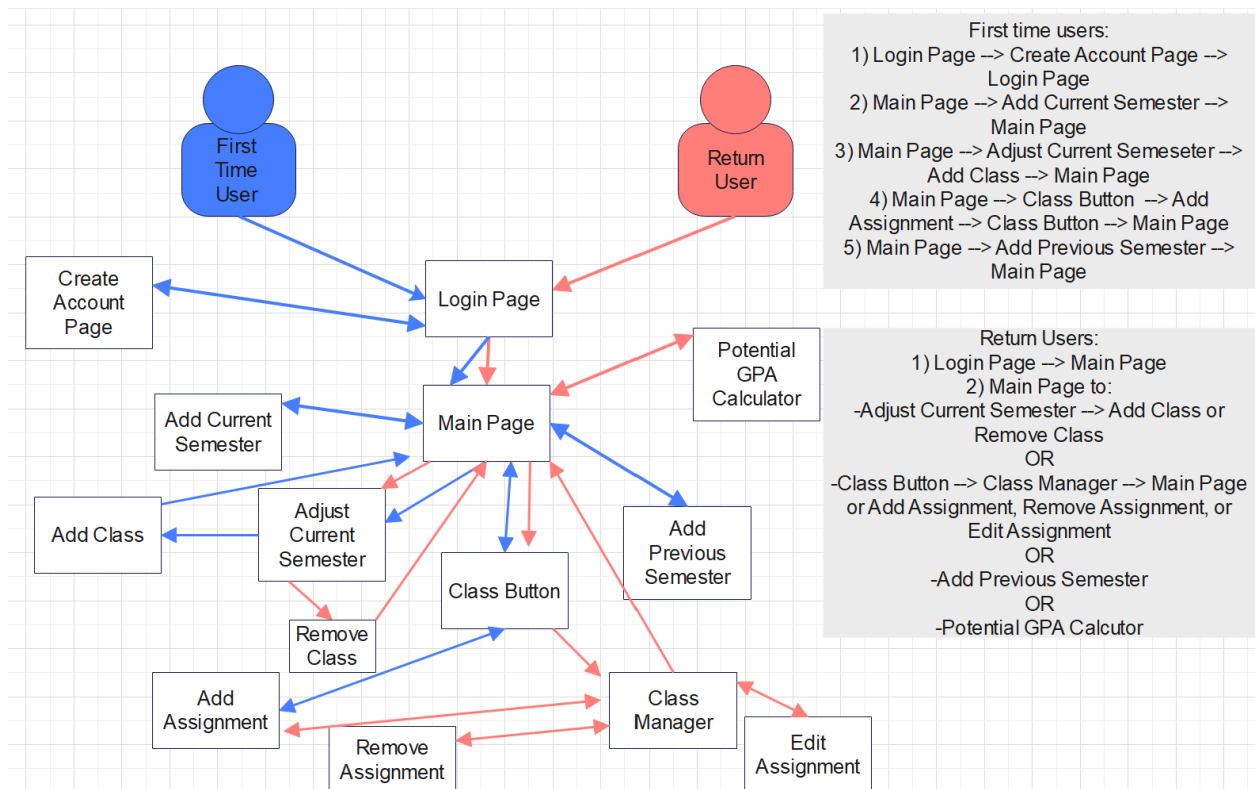 First time users:
1) Login Page --> Create Account Page -->
Login Page
2) Main Page --> Add Current Semester -->
Main Page
3) Main Page --> Adjust Current Semeseter -->
Add Class --> Main Page
4) Main Page --> Class Button --> Add
Assignment --> Class Button --> Main Page
5) Main Page --> Add Previous Semester -->
Main Page
First
Time
User
Return
User
Create
Account
Page
Login Page
Potential
GPA
Calculator
Return Users:
1) Login Page --> Main Page
2) Main Page to:
-Adjust Current Semester --> Add Class or
Remove Class
OR
-Class Button --> Class Manager --> Main Page
or Add Assignment, Remove Assignment, or
Edit Assignment
OR
-Add Previous Semester
OR
-Potential GPA Calcutor
Add Current
Semester
Main Page
Add Class
Adjust
Current
Semester
Class Button
Add
Previous
Semester
Remove
Class
Add
Assignment
Class
Manager
Remove
Assignment
Edit
Assignment